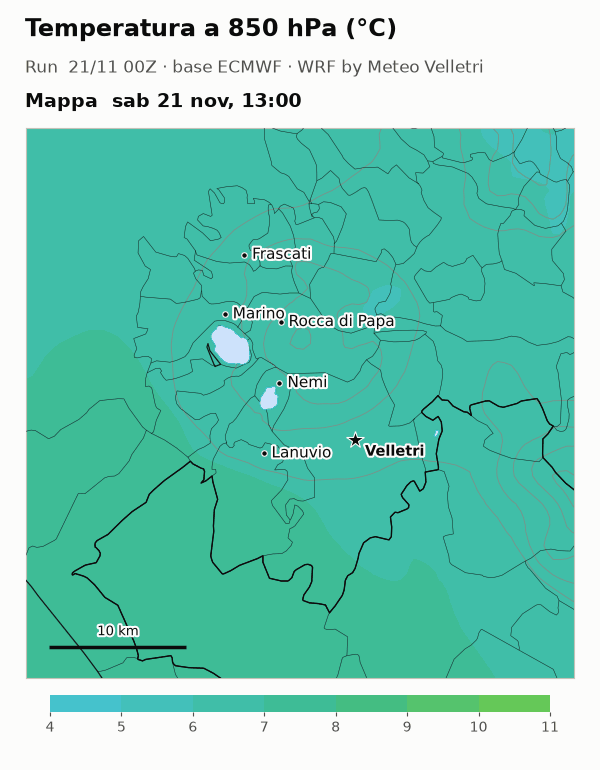 Temperatura a 850 hPa (°C)
Run  21/11 00Z · base ECMWF · WRF by Meteo Velletri
Mappa  sab 21 nov, 13:00
Frascati
Marino
Rocca di Papa
Nemi
Velletri
Lanuvio
10 km
4 5 6 7 8 9 10 11